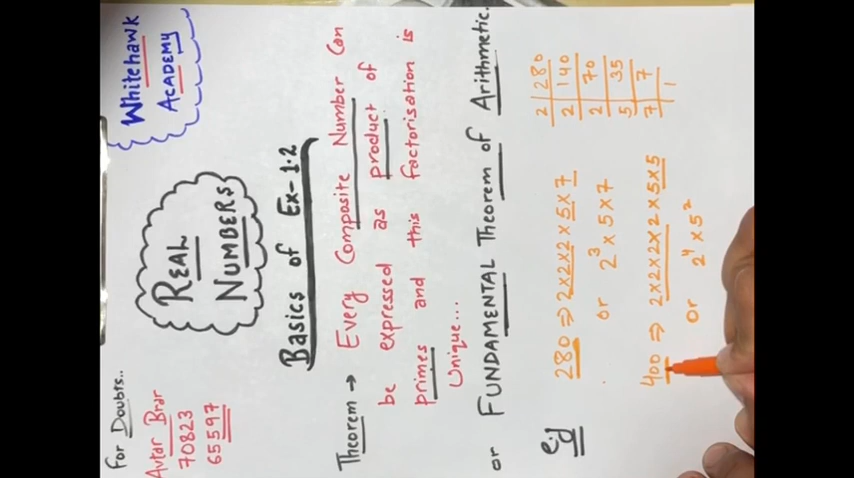 For Doubts..
Avtar Brar
70823
65597
REAL
NUMBERS
Whitehawk
ACADEMY
Basics of Ex-1.2
Theorem → Every Composite Number Can
be expressed as product of
primes and this factorisation is
Unique...
or FUNDAMENTAL Theorem of Arithmetic.
e.g
280 ⇒ 2×2×2×5×7
or 2³×5×7
2 | 280
2 | 140
2 | 70
5 | 35
7 | 7
1
400 ⇒ 2×2×2×2×5×5
or 2⁴×5²